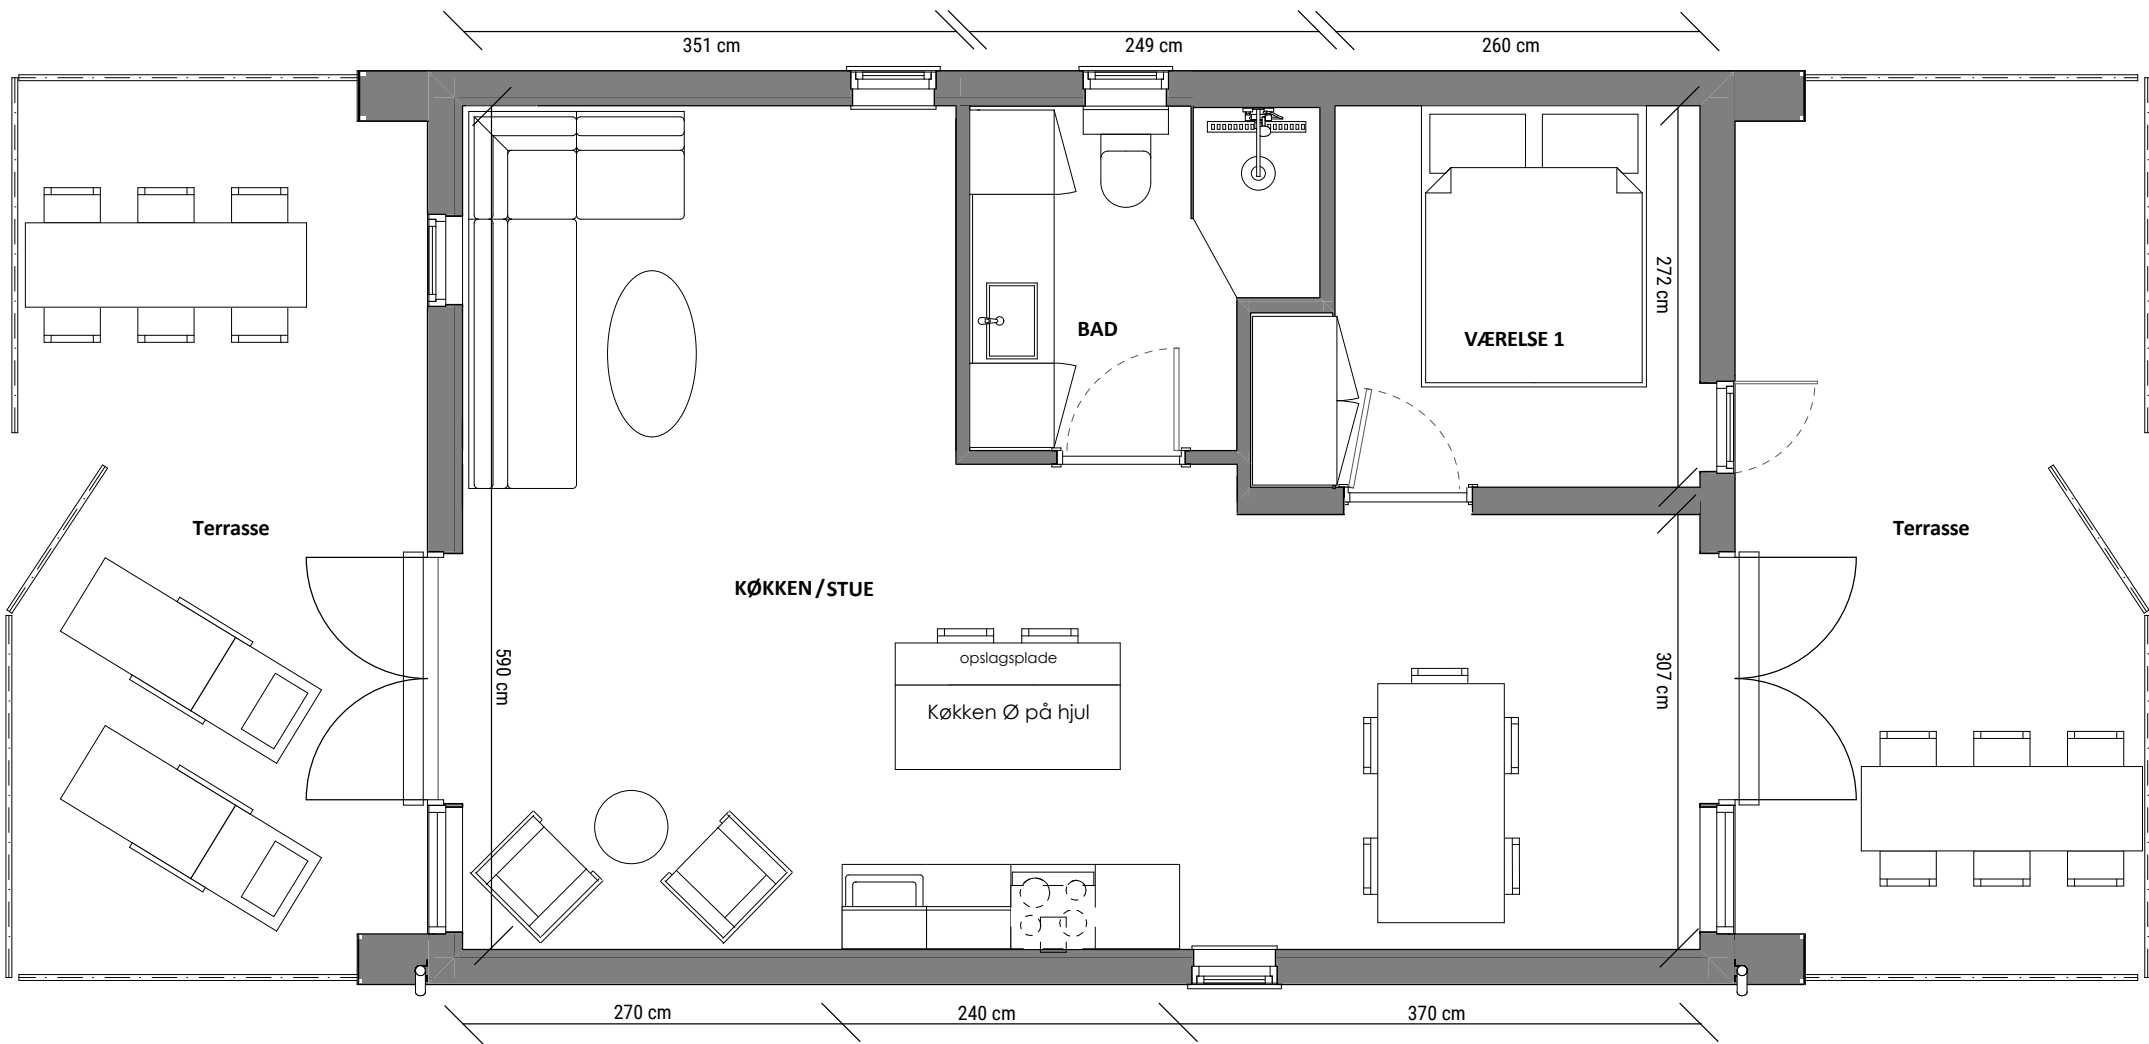 351 cm
249 cm
260 cm
272 cm
BAD
VÆRELSE 1
Terrasse
Terrasse
KØKKEN/STUE
590 cm
opslagsplade
Køkken Ø på hjul
307 cm
270 cm
240 cm
370 cm